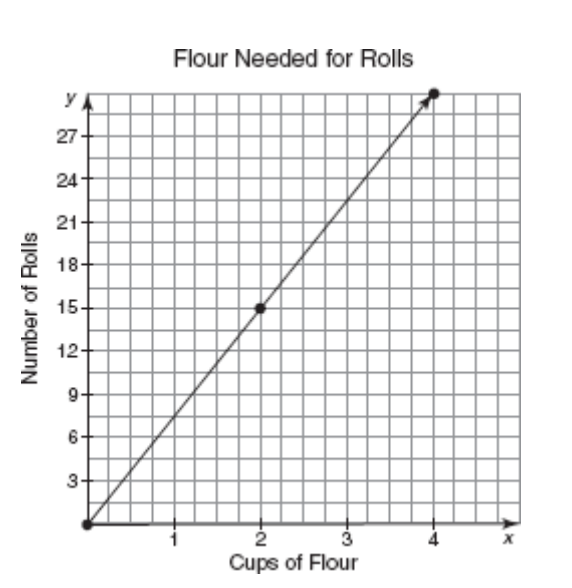 Flour Needed for Rolls
y
27
24
21
18
15
12
9
6
3
Number of Rolls
1 2 3 4 x
Cups of Flour